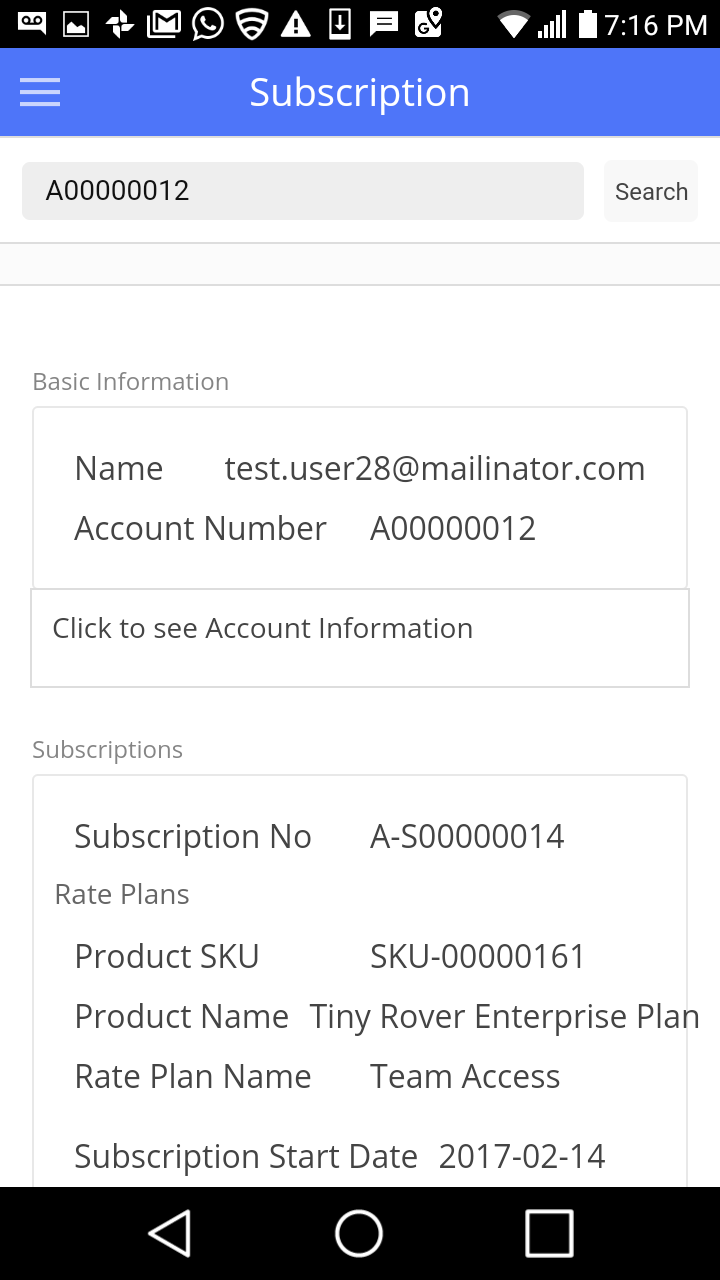 7:16 PM
Subscription
A00000012 Search
Basic Information
Name test.user28@mailinator.com
Account Number A00000012
Click to see Account Information
Subscriptions
Subscription No A-S00000014
Rate Plans
Product SKU SKU-00000161
Product Name Tiny Rover Enterprise Plan
Rate Plan Name Team Access
Subscription Start Date 2017-02-14